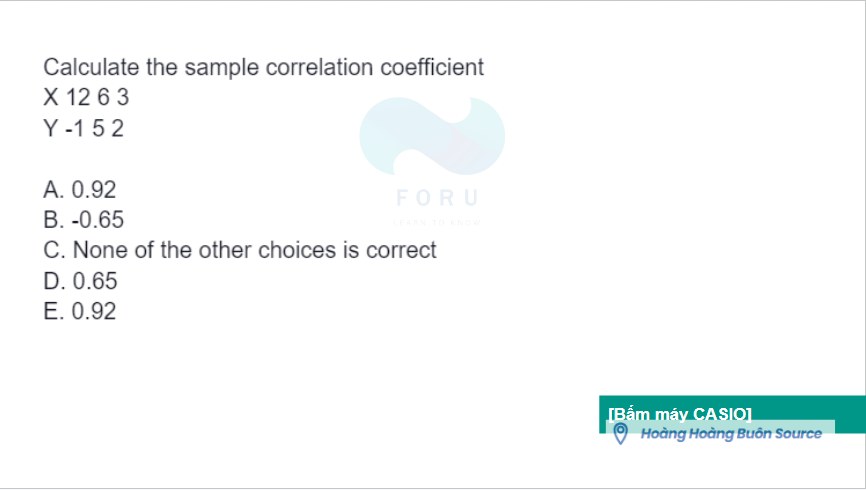 Calculate the sample correlation coefficient
X 12 6 3
Y -1 5 2
FORU
A. 0.92
B. -0.65
C. None of the other choices is correct
D. 0.65
E. 0.92
[Bấm máy CASIO]
Hoàng Hoàng Buôn Source